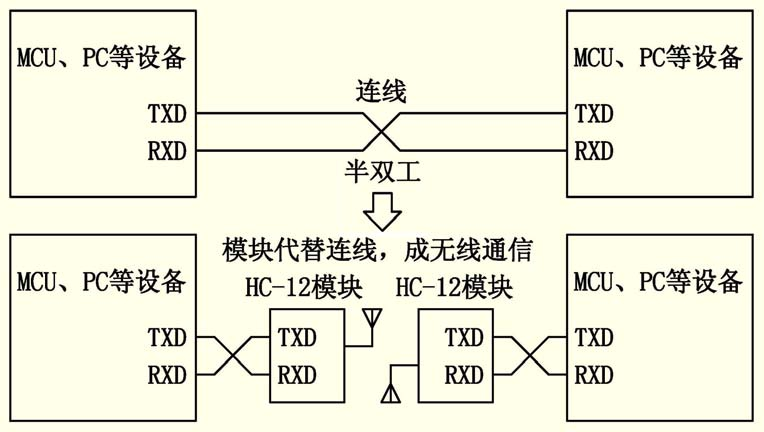 MCU、PC等设备
MCU、PC等设备
连线
TXD
TXD
RXD
RXD
半双工
模块代替连线，成无线通信
MCU、PC等设备
HC-12模块
HC-12模块
MCU、PC等设备
TXD
TXD
TXD
TXD
RXD
RXD
RXD
RXD